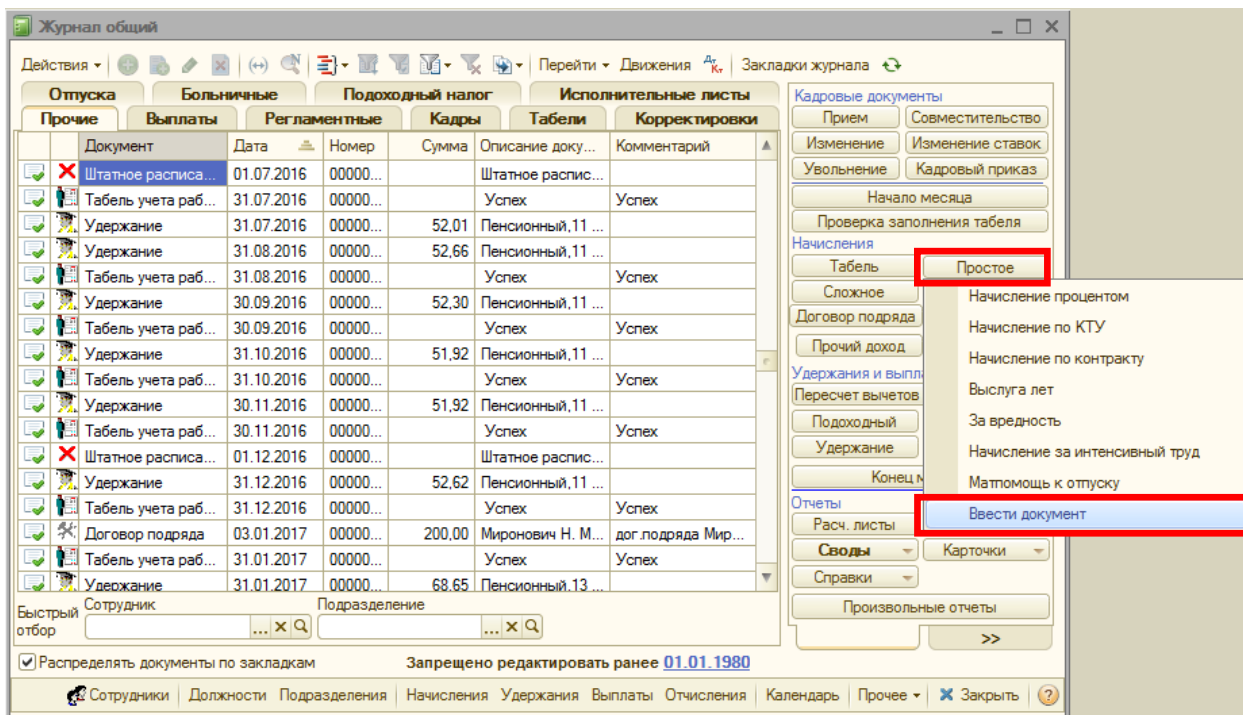 Журнал общий
Действия Перейти Движения Дт Кт Закладки журнала
Отпуска Больничные Подоходный налог Исполнительные листы
Прочие Выплаты Регламентные Кадры Табели Корректировки
Документ Дата Номер Сумма Описание доку... Комментарий
Штатное расписа... 01.07.2016 00000... Штатное распис...
Табель учета раб... 31.07.2016 00000... Успех Успех
Удержание 31.07.2016 00000... 52,01 Пенсионный,11 ...
Удержание 31.08.2016 00000... 52,66 Пенсионный,11 ...
Табель учета раб... 31.08.2016 00000... Успех Успех
Удержание 30.09.2016 00000... 52,30 Пенсионный,11 ...
Табель учета раб... 30.09.2016 00000... Успех Успех
Удержание 31.10.2016 00000... 51,92 Пенсионный,11 ...
Табель учета раб... 31.10.2016 00000... Успех Успех
Удержание 30.11.2016 00000... 51,92 Пенсионный,11 ...
Табель учета раб... 30.11.2016 00000... Успех Успех
Штатное расписа... 01.12.2016 00000... Штатное распис...
Удержание 31.12.2016 00000... 52,62 Пенсионный,11 ...
Табель учета раб... 31.12.2016 00000... Успех Успех
Договор подряда 03.01.2017 00000... 200,00 Миронович Н. М... дог.подряда Мир...
Табель учета раб... 31.01.2017 00000... Успех Успех
Удержание 31.01.2017 00000... 68,65 Пенсионный,13 ...
Быстрый отбор
Сотрудник Подразделение
... ...
Распределять документы по закладкам Запрещено редактировать ранее 01.01.1980
Кадровые документы
Прием Совместительство
Изменение Изменение ставок
Увольнение Кадровый приказ
Начало месяца
Проверка заполнения табеля
Начисления
Табель Простое
Сложное
Договор подряда
Прочий доход
Удержания и выпла
Пересчет вычетов
Подоходный
Удержание
Конец м
Отчеты
Расч. листы
Своды Карточки
Справки
Произвольные отчеты
>>
Начисление процентом
Начисление по КТУ
Начисление по контракту
Выслуга лет
За вредность
Начисление за интенсивный труд
Матпомощь к отпуску
Ввести документ
Сотрудники Должности Подразделения Начисления Удержания Выплаты Отчисления Календарь Прочее Закрыть ?